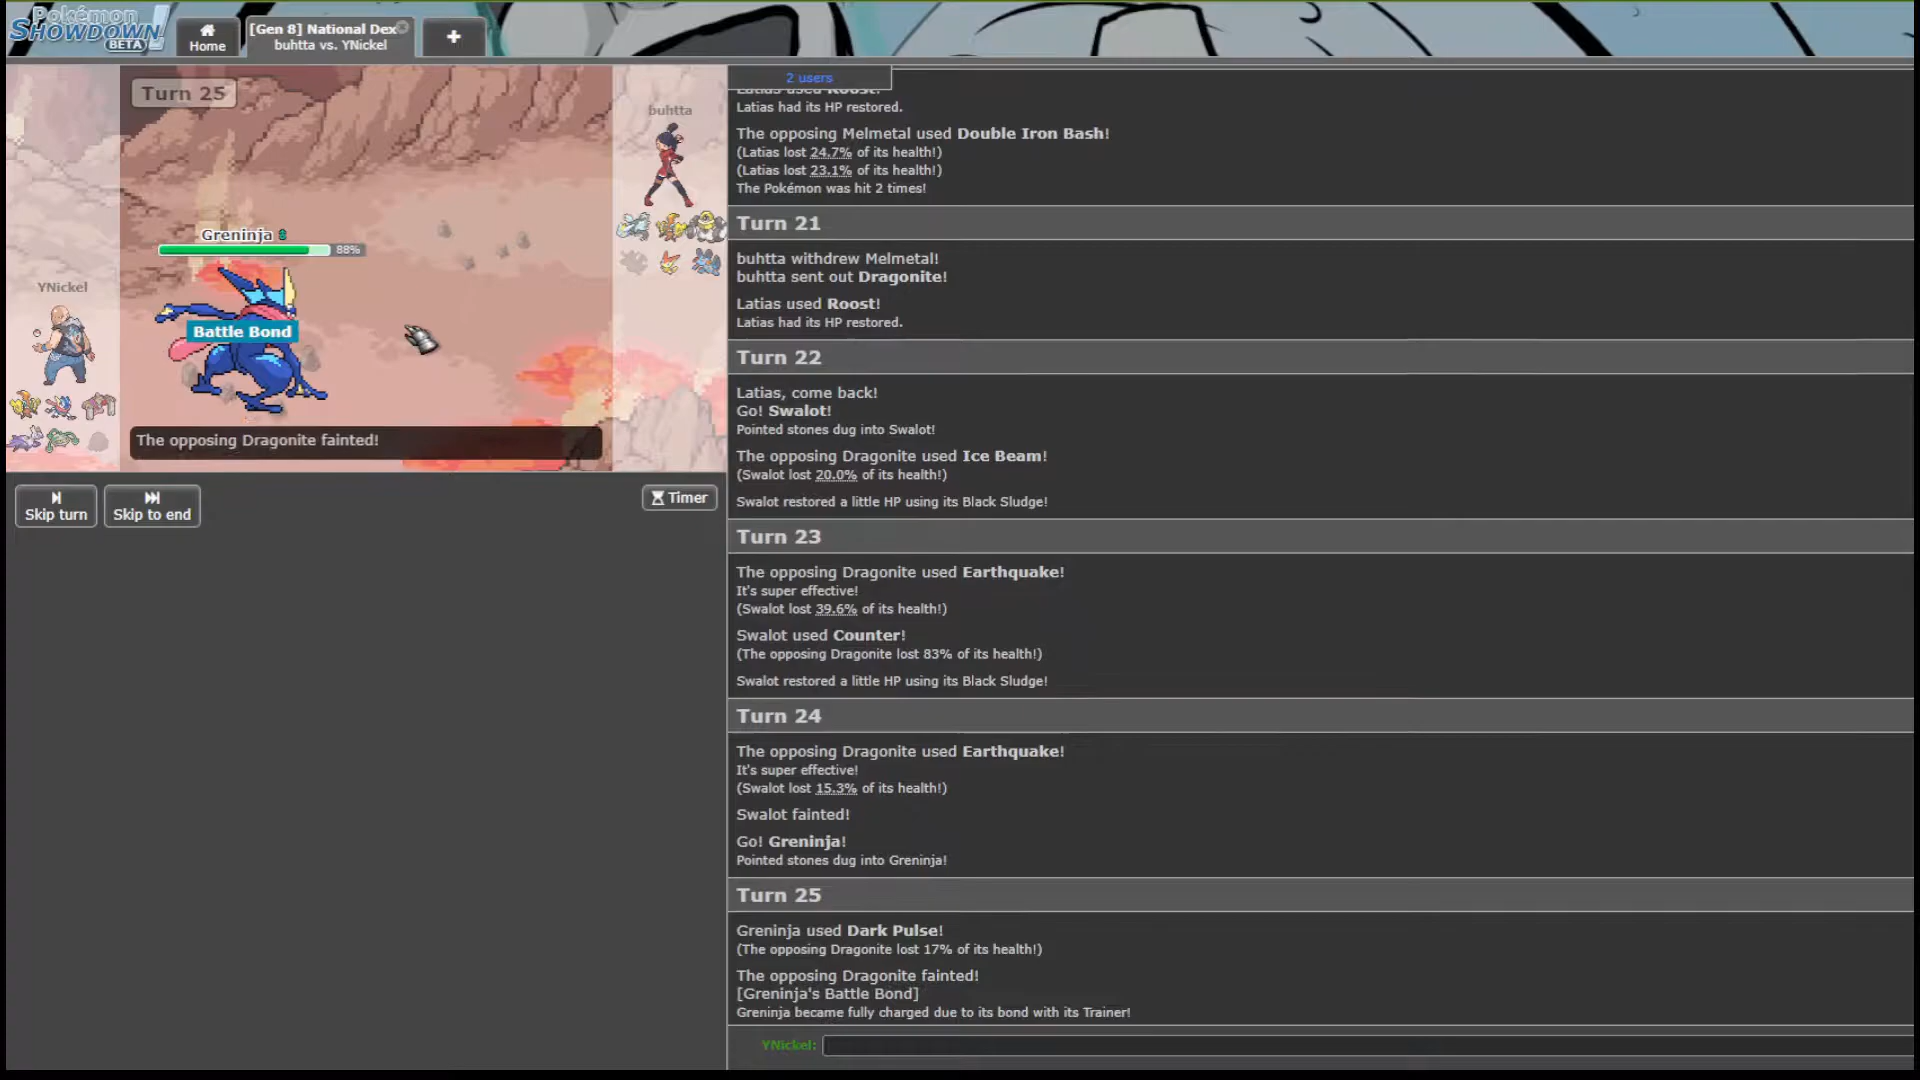 Pokémon
SHOWDOWN!
BETA
Home
[Gen 8] National Dex
buhtta vs. YNickel
Turn 25
buhtta
Greninja
88%
YNickel
Battle Bond
The opposing Dragonite fainted!
Skip turn
Skip to end
Timer
2 users
Latias used Roost!
Latias had its HP restored.
The opposing Melmetal used Double Iron Bash!
(Latias lost 24.7% of its health!)
(Latias lost 23.1% of its health!)
The Pokémon was hit 2 times!
Turn 21
buhtta withdrew Melmetal!
buhtta sent out Dragonite!
Latias used Roost!
Latias had its HP restored.
Turn 22
Latias, come back!
Go! Swalot!
Pointed stones dug into Swalot!
The opposing Dragonite used Ice Beam!
(Swalot lost 20.0% of its health!)
Swalot restored a little HP using its Black Sludge!
Turn 23
The opposing Dragonite used Earthquake!
It's super effective!
(Swalot lost 39.6% of its health!)
Swalot used Counter!
(The opposing Dragonite lost 83% of its health!)
Swalot restored a little HP using its Black Sludge!
Turn 24
The opposing Dragonite used Earthquake!
It's super effective!
(Swalot lost 15.3% of its health!)
Swalot fainted!
Go! Greninja!
Pointed stones dug into Greninja!
Turn 25
Greninja used Dark Pulse!
(The opposing Dragonite lost 17% of its health!)
The opposing Dragonite fainted!
[Greninja's Battle Bond]
Greninja became fully charged due to its bond with its Trainer!
YNickel: